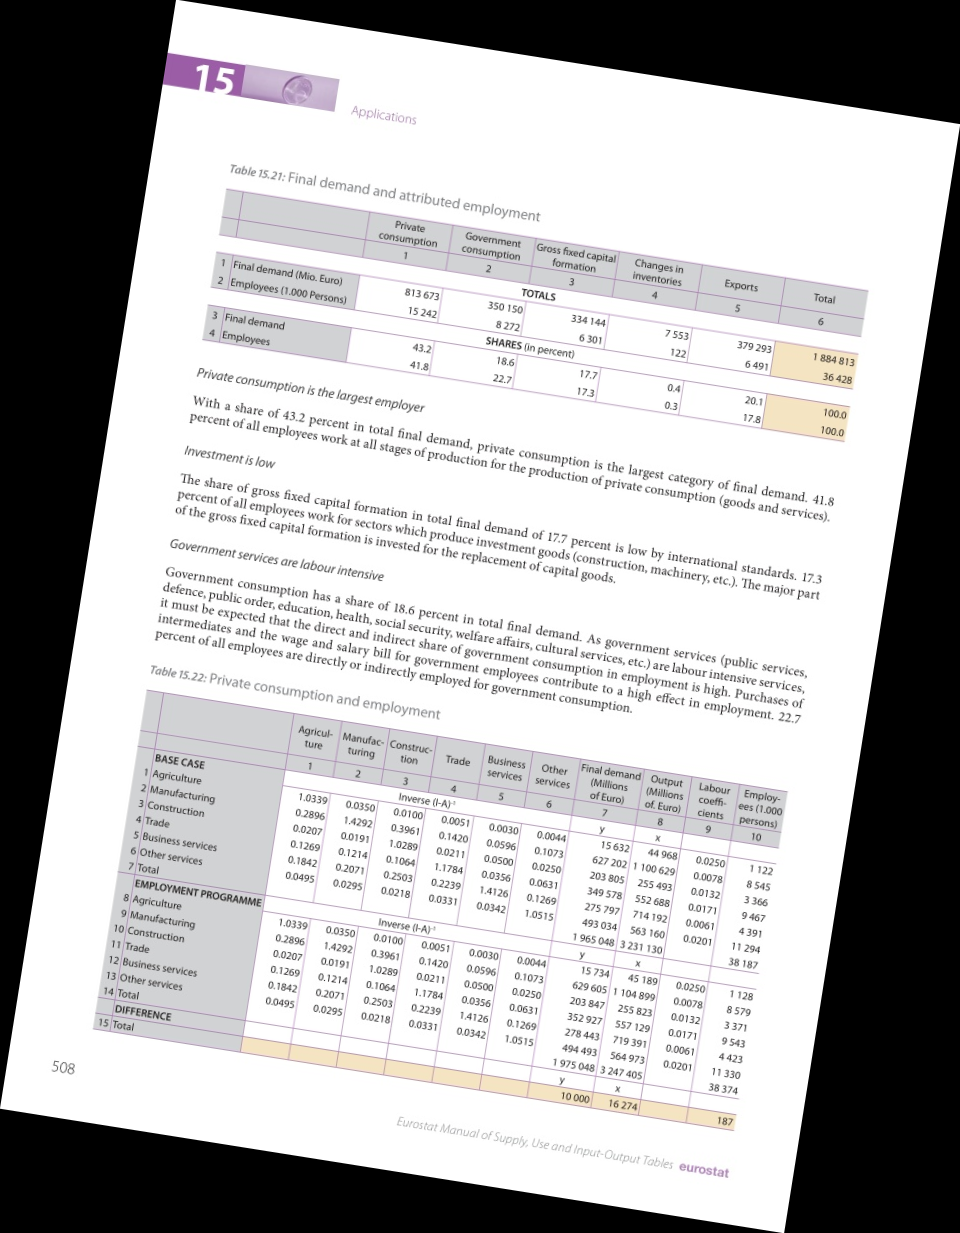 15
Applications
Table 15.21: Final demand and attributed employment
Private consumption Government consumption Gross fixed capital formation Changes in inventories Exports Total
1 2 3 4 5 6
TOTALS
1 Final demand (Mio. Euro) 813 673 350 150 334 144 7 553 379 293 1 884 813
2 Employees (1.000 Persons) 15 242 8 272 6 301 122 6 491 36 428
SHARES (in percent)
3 Final demand 43.2 18.6 17.7 0.4 20.1 100.0
4 Employees 41.8 22.7 17.3 0.3 17.8 100.0
Private consumption is the largest employer
With a share of 43.2 percent in total final demand, private consumption is the largest category of final demand. 41.8
percent of all employees work at all stages of production for the production of private consumption (goods and services).
Investment is low
The share of gross fixed capital formation in total final demand of 17.7 percent is low by international standards. 17.3
percent of all employees work for sectors which produce investment goods (construction, machinery, etc.). The major part
of the gross fixed capital formation is invested for the replacement of capital goods.
Government services are labour intensive
Government consumption has a share of 18.6 percent in total final demand. As government services (public services,
defence, public order, education, health, social security, welfare affairs, cultural services, etc.) are labour intensive services,
it must be expected that the direct and indirect share of government consumption in employment is high. Purchases of
intermediates and the wage and salary bill for government employees contribute to a high effect in employment. 22.7
percent of all employees are directly or indirectly employed for government consumption.
Table 15.22: Private consumption and employment
Agricul-ture Manufac-turing Construc-tion Trade Business services Other services Final demand (Millions of Euro) Output (Millions of. Euro) Labour coeffi-cients Employ-ees (1.000 persons)
1 2 3 4 5 6 7 8 9 10
BASE CASE Inverse (I-A)-1 y x
1 Agriculture 1.0339 0.0350 0.0100 0.0051 0.0030 0.0044 15 632 44 968 0.0250 1 122
2 Manufacturing 0.2896 1.4292 0.3961 0.1420 0.0596 0.1073 627 202 1 100 629 0.0078 8 545
3 Construction 0.0207 0.0191 1.0289 0.0211 0.0500 0.0250 203 805 255 493 0.0132 3 366
4 Trade 0.1269 0.1214 0.1064 1.1784 0.0356 0.0631 349 578 552 688 0.0171 9 467
5 Business services 0.1842 0.2071 0.2503 0.2239 1.4126 0.1269 275 797 714 192 0.0061 4 391
6 Other services 0.0495 0.0295 0.0218 0.0331 0.0342 1.0515 493 034 563 160 0.0201 11 294
7 Total 1 965 048 3 231 130 38 187
EMPLOYMENT PROGRAMME Inverse (I-A)-1 y x
8 Agriculture 1.0339 0.0350 0.0100 0.0051 0.0030 0.0044 15 734 45 189 0.0250 1 128
9 Manufacturing 0.2896 1.4292 0.3961 0.1420 0.0596 0.1073 629 605 1 104 899 0.0078 8 579
10 Construction 0.0207 0.0191 1.0289 0.0211 0.0500 0.0250 203 847 255 823 0.0132 3 371
11 Trade 0.1269 0.1214 0.1064 1.1784 0.0356 0.0631 352 927 557 129 0.0171 9 543
12 Business services 0.1842 0.2071 0.2503 0.2239 1.4126 0.1269 278 443 719 391 0.0061 4 423
13 Other services 0.0495 0.0295 0.0218 0.0331 0.0342 1.0515 494 493 564 973 0.0201 11 330
14 Total 1 975 048 3 247 405 38 374
DIFFERENCE y x
15 Total 10 000 16 274 187
508
Eurostat Manual of Supply, Use and Input-Output Tables eurostat